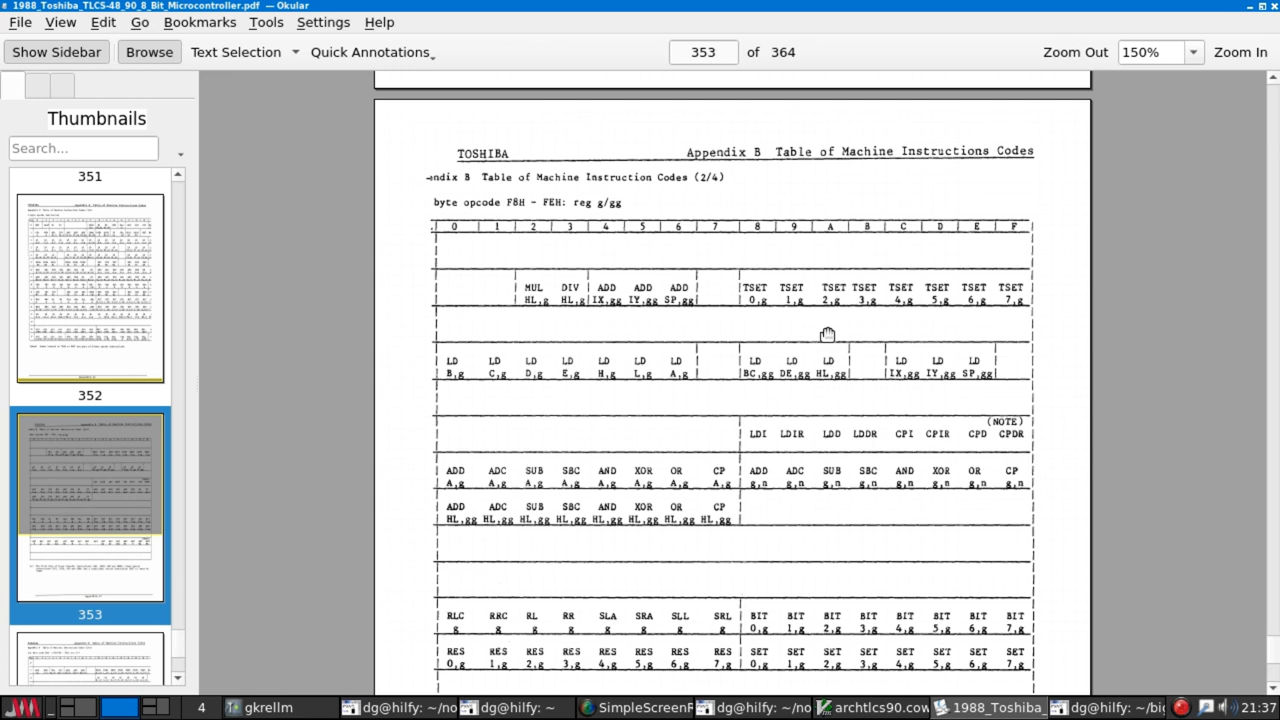 1988_Toshiba_TLCS-48_90_8_Bit_Microcontroller.pdf — Okular
File Edit View Go Bookmarks Tools Settings Help
Show Sidebar Browse Text Selection Quick Annotations 353 of 364 Zoom Out 150% Zoom In
Thumbnails
Search...
351
352
353
TOSHIBA Appendix B Table of Machine Instructions Codes
endix B Table of Machine Instruction Codes (2/4)
byte opcode F8H - FEH: reg g/gg
0 1 2 3 4 5 6 7 8 9 A B C D E F
MUL DIV ADD ADD ADD TSET TSET TSET TSET TSET TSET TSET TSET
HL,g HL,g IX,gg IY,gg SP,gg 0,g 1,g 2,g 3,g 4,g 5,g 6,g 7,g
LD LD LD LD LD LD LD LD LD LD LD LD LD
B,g C,g D,g E,g H,g L,g A,g BC,gg DE,gg HL,gg IX,gg IY,gg SP,gg
(NOTE)
LDI LDIR LDD LDDR CPI CPIR CPD CPDR
ADD ADC SUB SBC AND XOR OR CP ADD ADC SUB SBC AND XOR OR CP
A,g A,g A,g A,g A,g A,g A,g A,g g,n g,n g,n g,n g,n g,n g,n g,n
ADD ADC SUB SBC AND XOR OR CP
HL,gg HL,gg HL,gg HL,gg HL,gg HL,gg HL,gg HL,gg
RLC RRC RL RR SLA SRA SLL SRL BIT BIT BIT BIT BIT BIT BIT BIT
g g g g g g g g 0,g 1,g 2,g 3,g 4,g 5,g 6,g 7,g
RES RES RES RES RES RES RES RES SET SET SET SET SET SET SET SET
0,g 1,g 2,g 3,g 4,g 5,g 6,g 7,g 0,g 1,g 2,g 3,g 4,g 5,g 6,g 7,g
4 gkrellm dg@hilfy: ~/no dg@hilfy: ~ SimpleScreenR dg@hilfy: ~/no archtlcs90.cow 1988_Toshiba_ dg@hilfy: ~/big 21:37